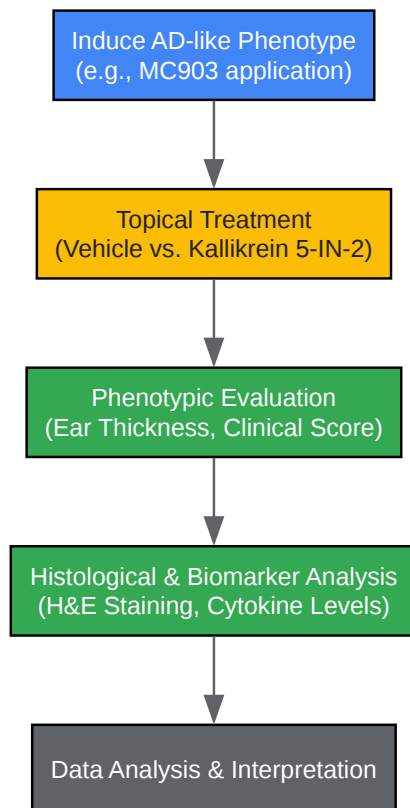 Induce AD-like Phenotype
(e.g., MC903 application)
Topical Treatment
(Vehicle vs. Kallikrein 5-IN-2)
Phenotypic Evaluation
(Ear Thickness, Clinical Score)
Histological & Biomarker Analysis
(H&E Staining, Cytokine Levels)
Data Analysis & Interpretation